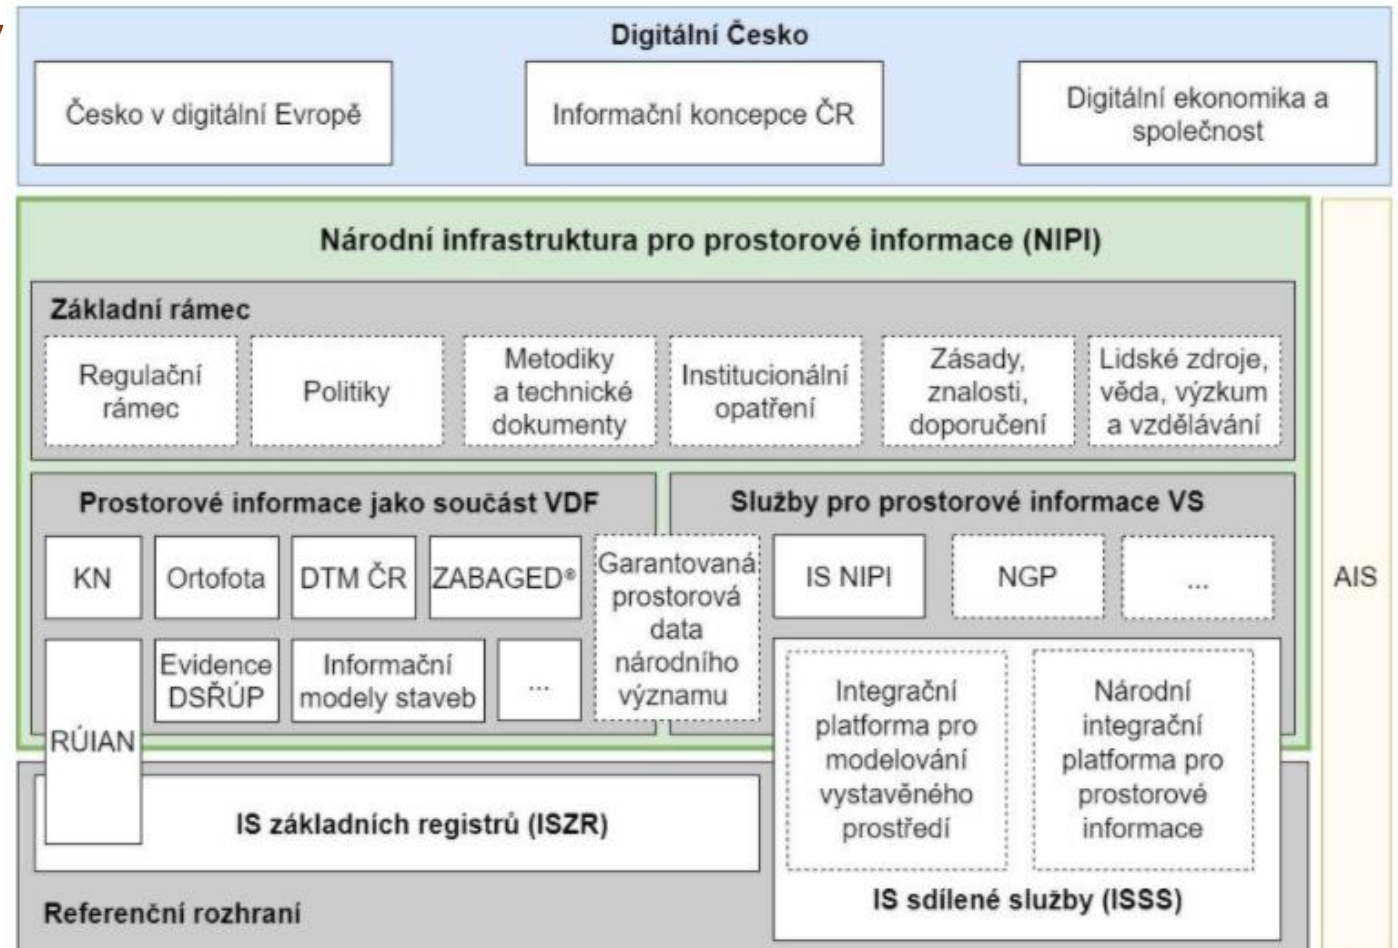 Digitální Česko
Česko v digitální Evropě
Informační koncepce ČR
Digitální ekonomika a
společnost
Národní infrastruktura pro prostorové informace (NIPI)
Základní rámec
Regulační
rámec
Politiky
Metodiky
a technické
dokumenty
Institucionální
opatření
Zásady,
znalosti,
doporučení
Lidské zdroje,
věda, výzkum
a vzdělávání
Prostorové informace jako součást VDF
KN
Ortofota
DTM ČR
ZABAGED®
RÚIAN
Evidence
DSŘÚP
Informační
modely staveb
...
Garantovaná
prostorová
data
národního
významu
Služby pro prostorové informace VS
IS NIPI
NGP
...
Integrační
platforma pro
modelování
vystavěného
prostředí
Národní
integrační
platforma pro
prostorové
informace
IS sdílené služby (ISSS)
IS základních registrů (ISZR)
Referenční rozhraní
AIS